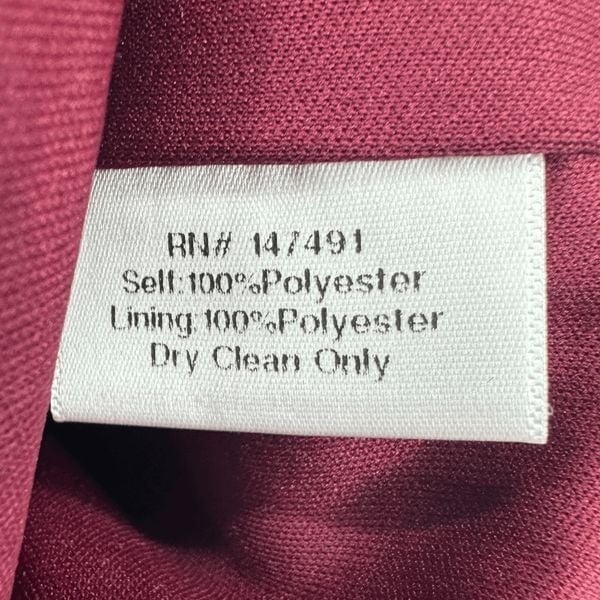 RN# 147491
Self:100%Polyester
Lining:100%Polyester
Dry Clean Only